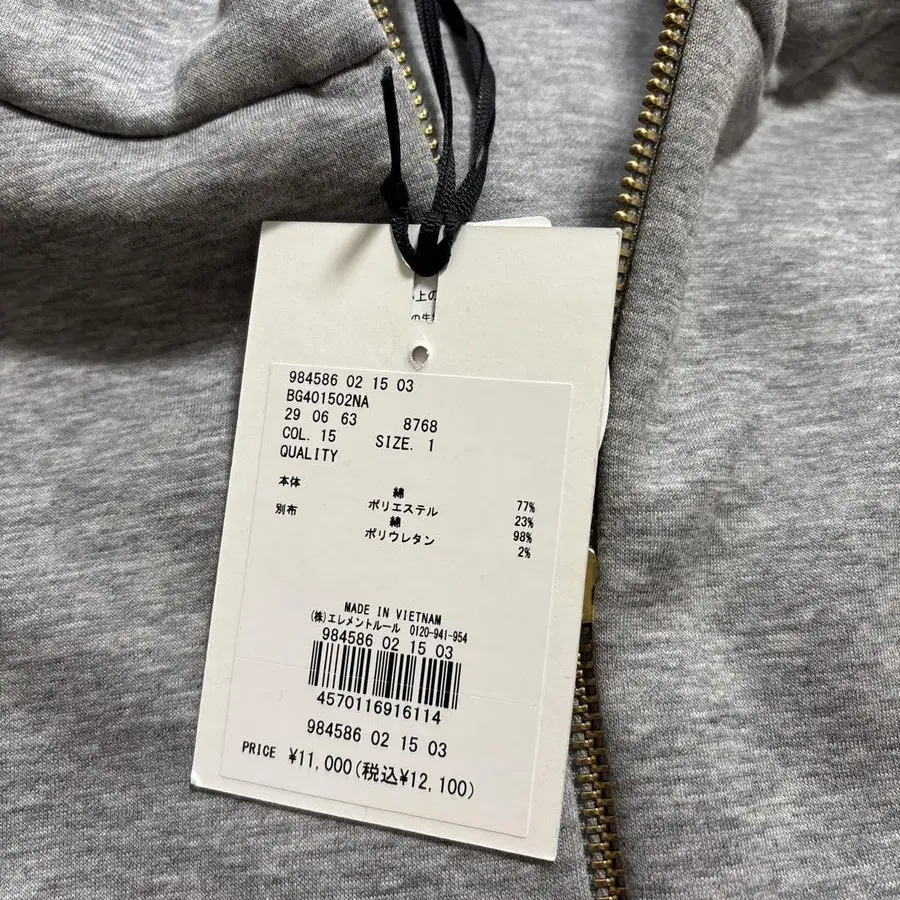 上の
984586 02 15 03
BG401502NA
29 06 63 8768
COL. 15 SIZE. 1
QUALITY
本体 綿 77%
ポリエステル 23%
別布 綿 98%
ポリウレタン 2%
MADE IN VIETNAM
(株)エレメントルール 0120-941-954
984586 02 15 03
4570116916114
984586 02 15 03
PRICE ¥11,000(税込¥12,100)